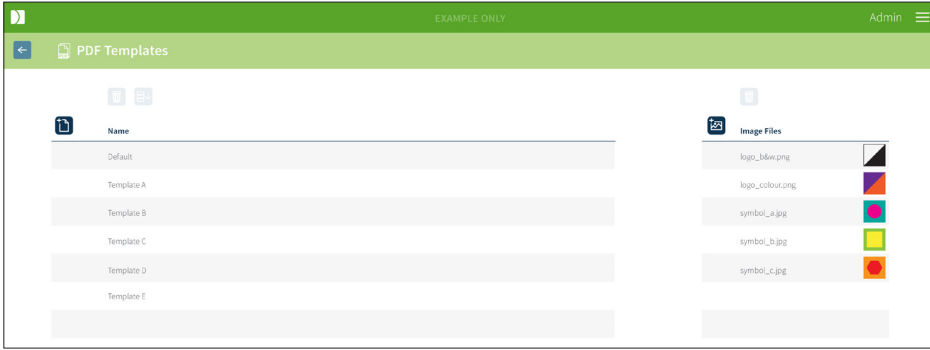 EXAMPLE ONLY
Admin
PDF Templates
Name
Default
Template A
Template B
Template C
Template D
Template E
Image Files
logo_b&w.png
logo_colour.png
symbol_a.jpg
symbol_b.jpg
symbol_c.jpg